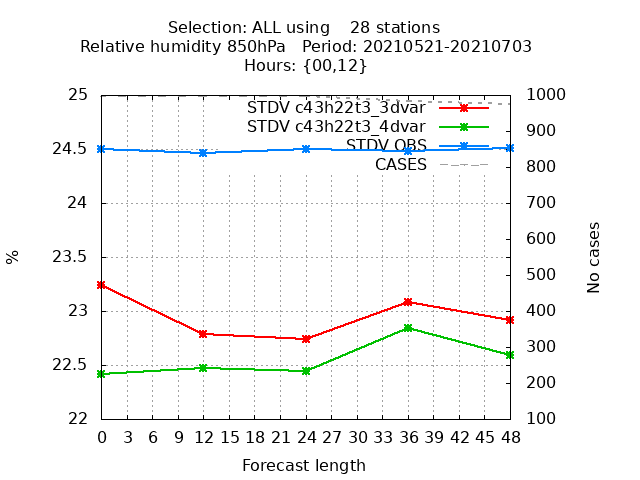 Selection: ALL using    28 stations
Relative humidity 850hPa   Period: 20210521-20210703
Hours: {00,12}
STDV c43h22t3_3dvar
STDV c43h22t3_4dvar
STDV OBS
CASES
25
24.5
24
23.5
23
22.5
22
%
1000
900
800
700
600
500
400
300
200
100
No cases
0 3 6 9 12 15 18 21 24 27 30 33 36 39 42 45 48
Forecast length